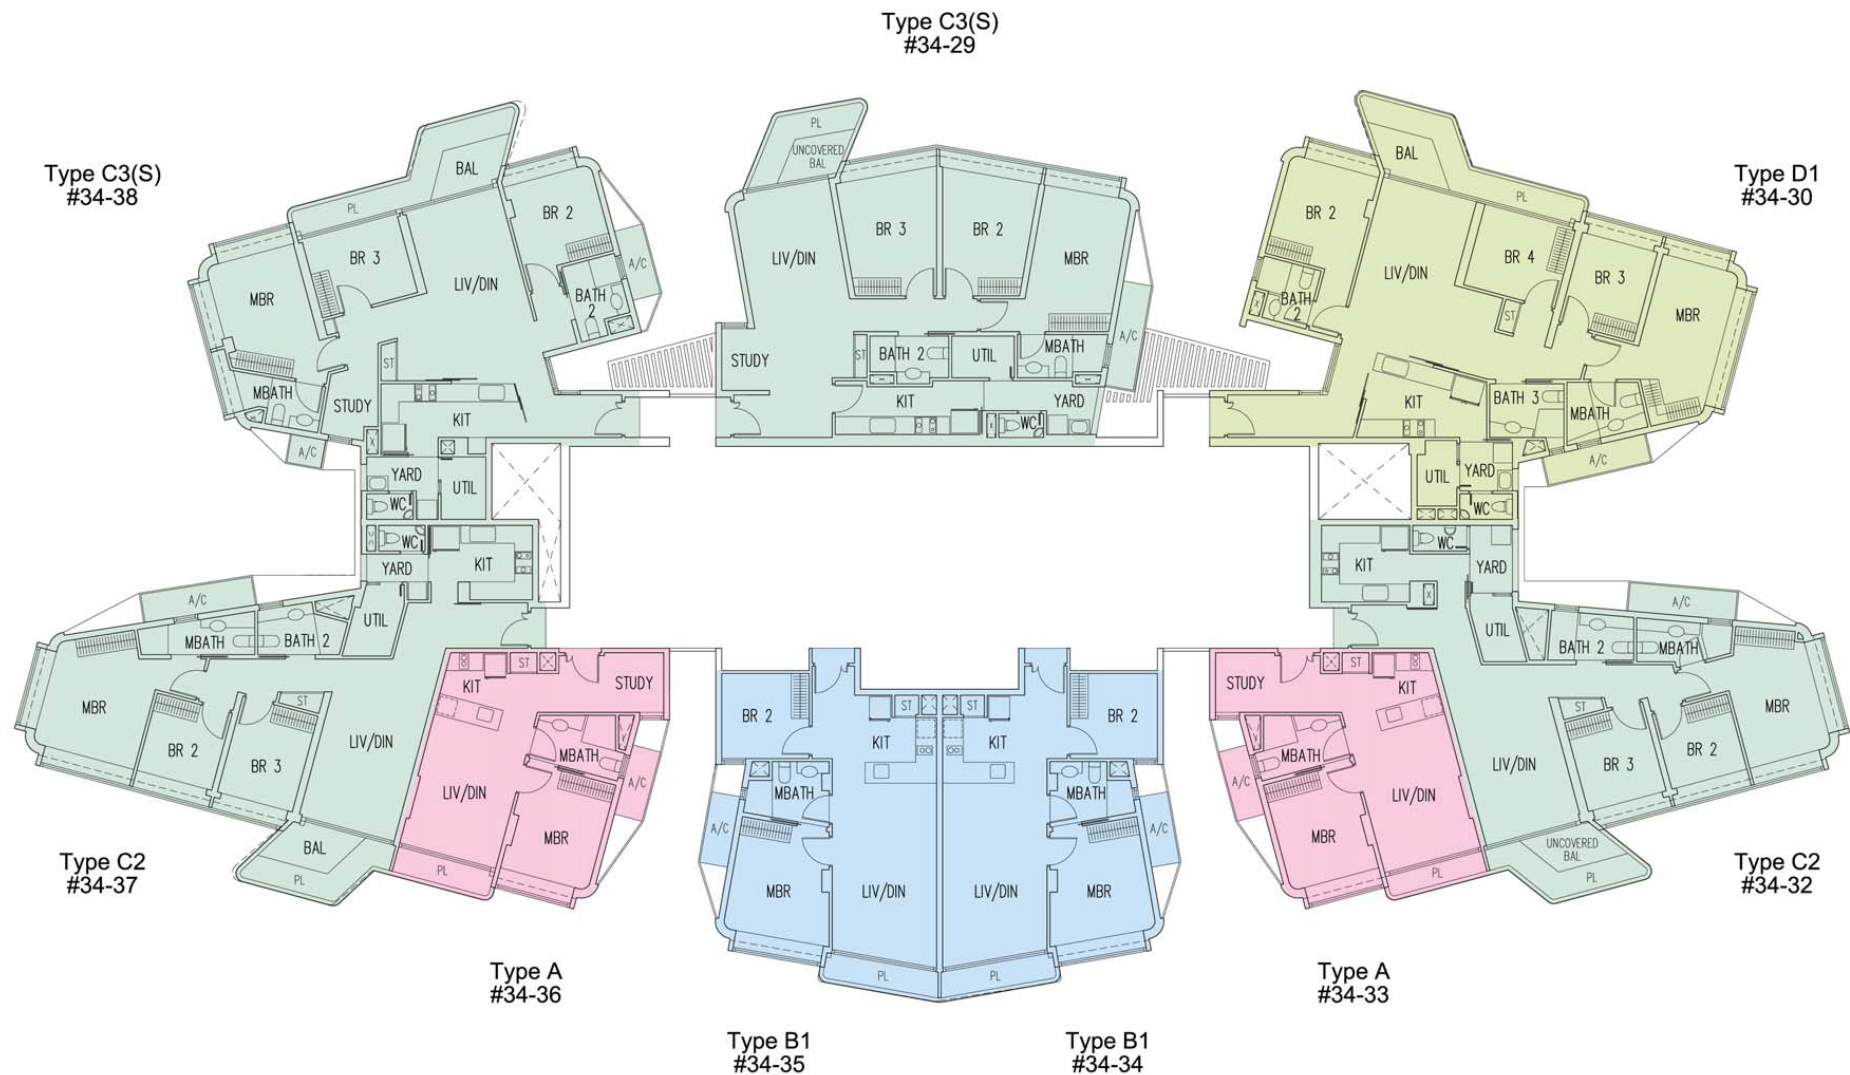 Type C3(S)
#34-29
Type C3(S)
#34-38
Type D1
#34-30
BAL
PL
BR 2
BR 3
LIV/DIN
MBR
A/C
BATH
2
ST
MBATH
STUDY
KIT
A/C
YARD
UTIL
WC
PL
UNCOVERED
BAL
BR 3
BR 2
LIV/DIN
MBR
A/C
STUDY
ST
BATH 2
UTIL
MBATH
KIT
YARD
WC
BAL
PL
BR 2
LIV/DIN
BR 4
BR 3
MBR
BATH
2
ST
KIT
BATH 3
MBATH
A/C
UTIL
YARD
WC
WC
KIT
YARD
A/C
UTIL
MBATH
BATH 2
MBR
ST
BR 2
BR 3
LIV/DIN
BAL
PL
Type C2
#34-37
KIT
ST
STUDY
MBATH
A/C
LIV/DIN
MBR
PL
Type A
#34-36
BR 2
ST
KIT
MBATH
A/C
MBR
LIV/DIN
PL
Type B1
#34-35
ST
BR 2
KIT
MBATH
A/C
LIV/DIN
MBR
PL
Type B1
#34-34
STUDY
ST
KIT
MBATH
A/C
LIV/DIN
MBR
PL
Type A
#34-33
WC
KIT
YARD
A/C
UTIL
BATH 2
MBATH
ST
MBR
LIV/DIN
BR 3
BR 2
UNCOVERED
BAL
PL
Type C2
#34-32